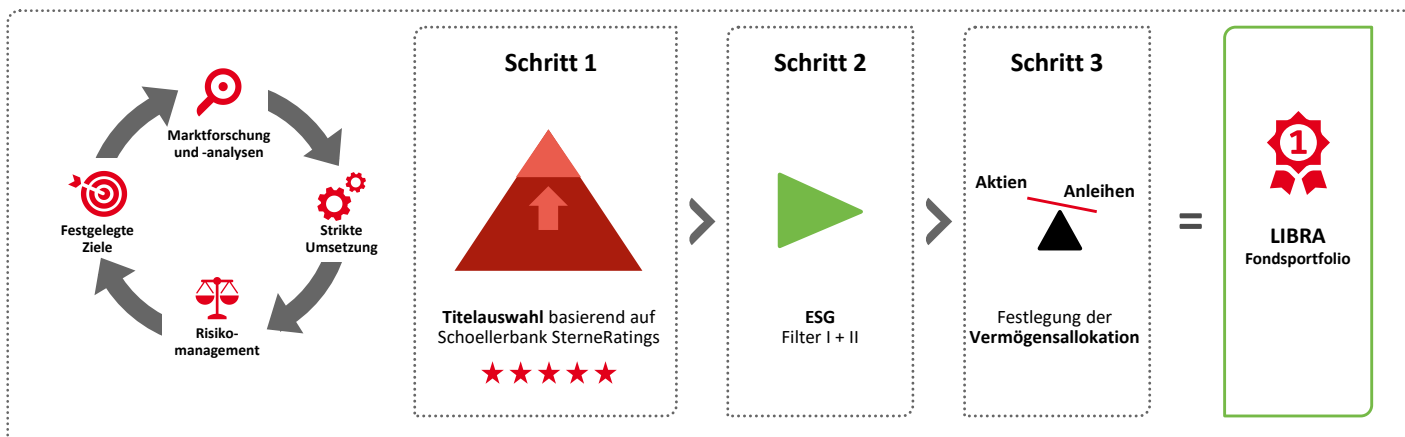 Marktforschung
und -analysen
Strikte
Umsetzung
Risiko-
management
Festgelegte
Ziele
Schritt 1
Titelauswahl basierend auf
Schoellerbank SterneRatings
Schritt 2
ESG
Filter I + II
Schritt 3
Aktien
Anleihen
Festlegung der
Vermögensallokation
=
1
LIBRA
Fondsportfolio